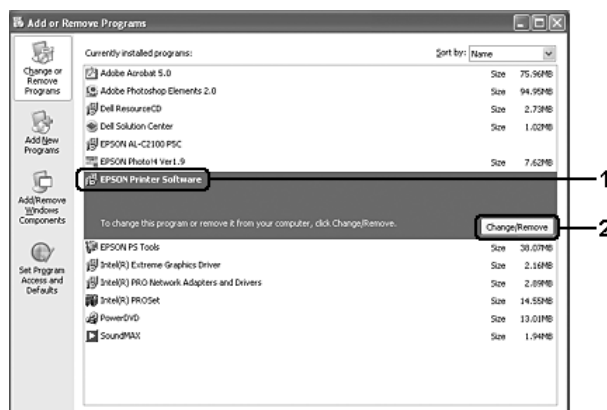 Add or Remove Programs
Change or
Remove
Programs
Add New
Programs
Add/Remove
Windows
Components
Set Program
Access and
Defaults
Currently installed programs:
Sort by: Name
Adobe Acrobat 5.0 Size 75.96MB
Adobe Photoshop Elements 2.0 Size 94.95MB
Dell ResourceCD Size 2.73MB
Dell Solution Center Size 1.02MB
EPSON AL-C2100 PSC
EPSON Photo!4 Ver1.9 Size 7.62MB
EPSON Printer Software 1
To change this program or remove it from your computer, click Change/Remove.
Change/Remove 2
EPSON PS Tools Size 38.07MB
Intel(R) Extreme Graphics Driver Size 2.16MB
Intel(R) PRO Network Adapters and Drivers Size 2.89MB
Intel(R) PROSet Size 14.55MB
PowerDVD Size 13.01MB
SoundMAX Size 1.94MB